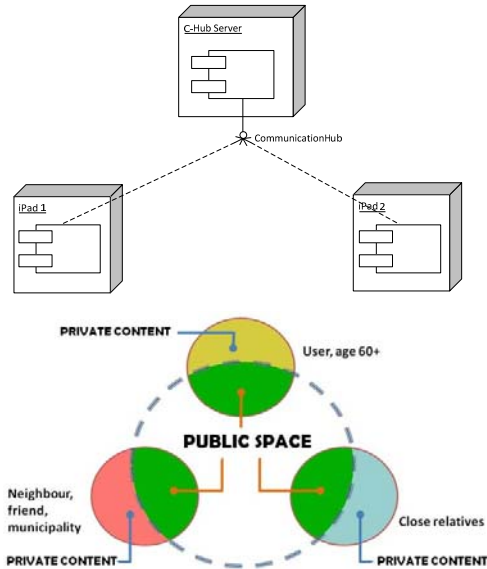 C-Hub Server
CommunicationHub
iPad 1
iPad 2
PRIVATE CONTENT
User, age 60+
PUBLIC SPACE
Neighbour,
friend,
municipality
Close relatives
PRIVATE CONTENT
PRIVATE CONTENT